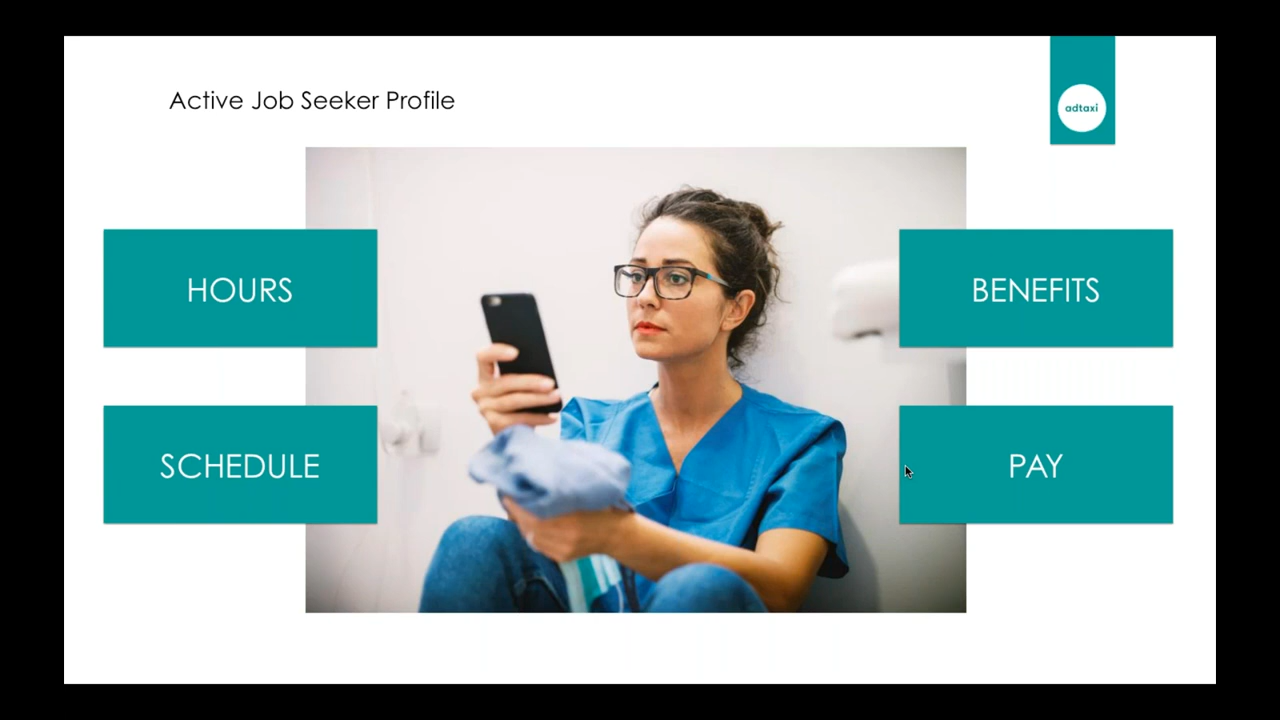 Active Job Seeker Profile
adtaxi
HOURS
BENEFITS
SCHEDULE
PAY